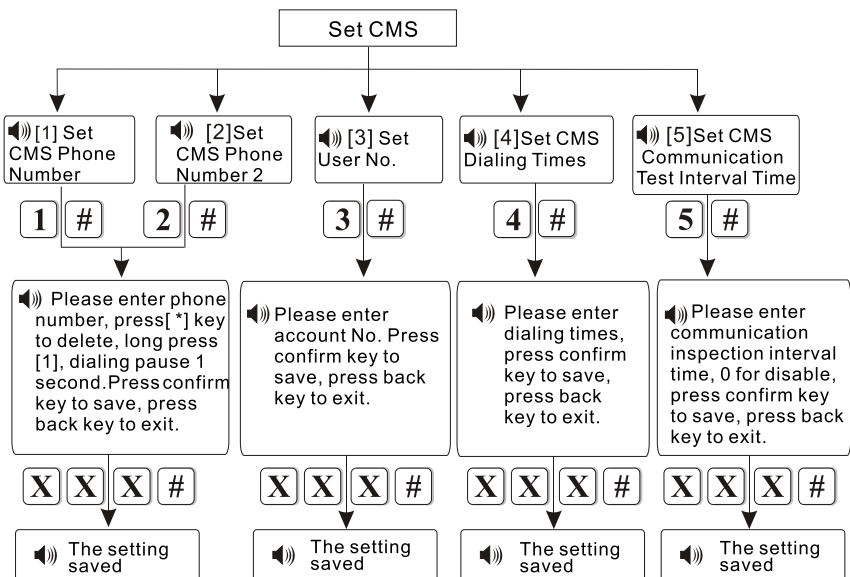 Set CMS
[1] Set
CMS Phone
Number
[2]Set
CMS Phone
Number 2
[3] Set
User No.
[4]Set CMS
Dialing Times
[5]Set CMS
Communication
Test Interval Time
1 #
2 #
3 #
4 #
5 #
Please enter phone
number, press[ *] key
to delete, long press
[1], dialing pause 1
second.Press confirm
key to save, press
back key to exit.
Please enter
account No. Press
confirm key to
save, press back
key to exit.
Please enter
dialing times,
press confirm
key to save,
press back
key to exit.
Please enter
communication
inspection interval
time, 0 for disable,
press confirm key
to save, press back
key to exit.
X X X #
X X X #
X X X #
X X X #
The setting
saved
The setting
saved
The setting
saved
The setting
saved